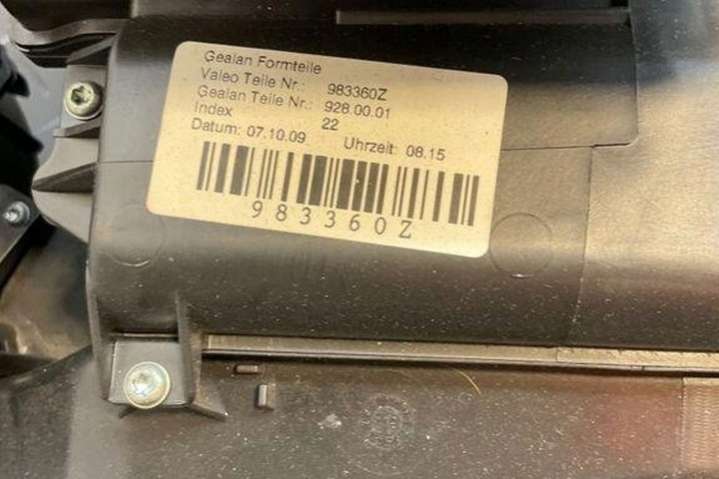 Gealan Formteile
Valeo Teile Nr.: 983360Z
Gealan Teile Nr.: 928.00.01
Index 22
Datum: 07.10.09 Uhrzeit: 08.15
983360Z